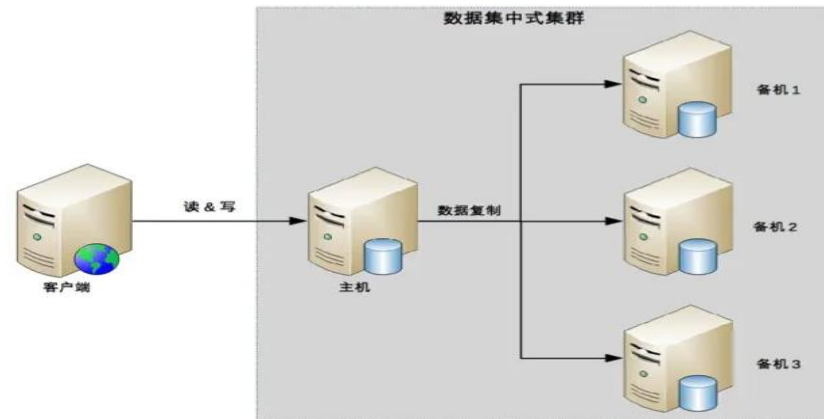 数据集中式集群
备机 1
读 & 写
数据复制
备机 2
客户端
主机
备机 3